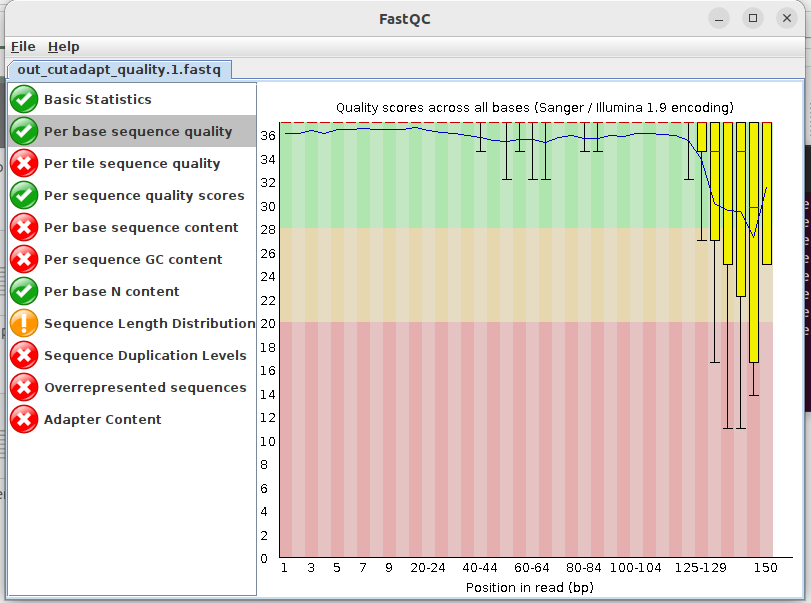 FastQC
File Help
out_cutadapt_quality.1.fastq
Basic Statistics
Per base sequence quality
Per tile sequence quality
Per sequence quality scores
Per base sequence content
Per sequence GC content
Per base N content
Sequence Length Distribution
Sequence Duplication Levels
Overrepresented sequences
Adapter Content
Quality scores across all bases (Sanger / Illumina 1.9 encoding)
36
34
32
30
28
26
24
22
20
18
16
14
12
10
8
6
4
2
0
1 3 5 7 9 20-24 40-44 60-64 80-84 100-104 125-129 150
Position in read (bp)